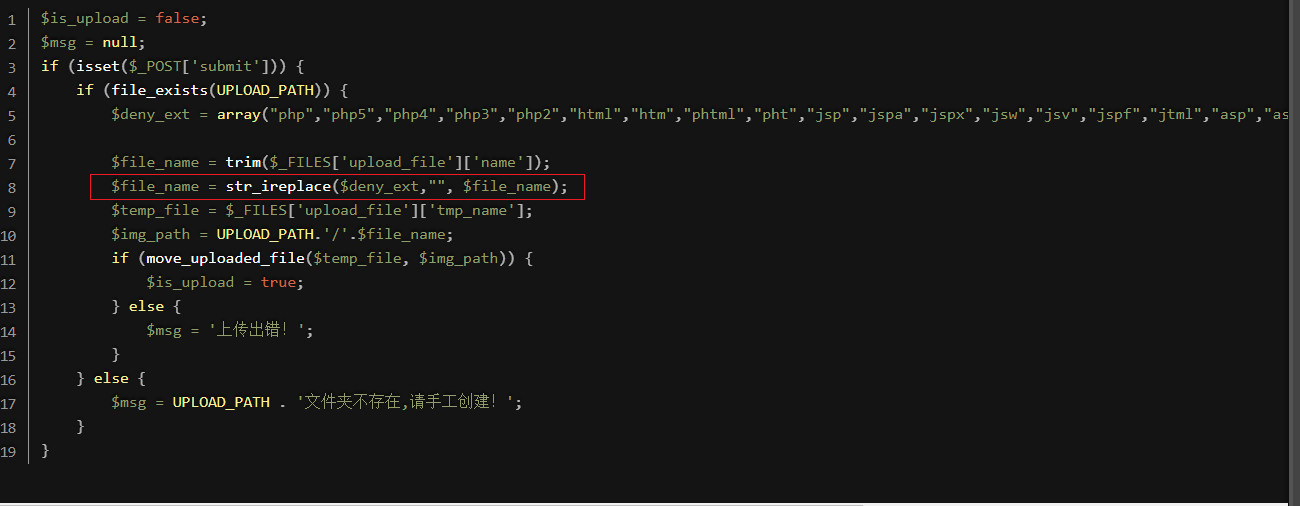 1 $is_upload = false;
2 $msg = null;
3 if (isset($_POST['submit'])) {
4     if (file_exists(UPLOAD_PATH)) {
5         $deny_ext = array("php","php5","php4","php3","php2","html","htm","phtml","pht","jsp","jspa","jspx","jsw","jsv","jspf","jtml","asp","as
6
7         $file_name = trim($_FILES['upload_file']['name']);
8         $file_name = str_ireplace($deny_ext,"", $file_name);
9         $temp_file = $_FILES['upload_file']['tmp_name'];
10         $img_path = UPLOAD_PATH.'/'.$file_name;
11         if (move_uploaded_file($temp_file, $img_path)) {
12             $is_upload = true;
13         } else {
14             $msg = '上传出错！';
15         }
16     } else {
17         $msg = UPLOAD_PATH . '文件夹不存在,请手工创建！';
18     }
19 }